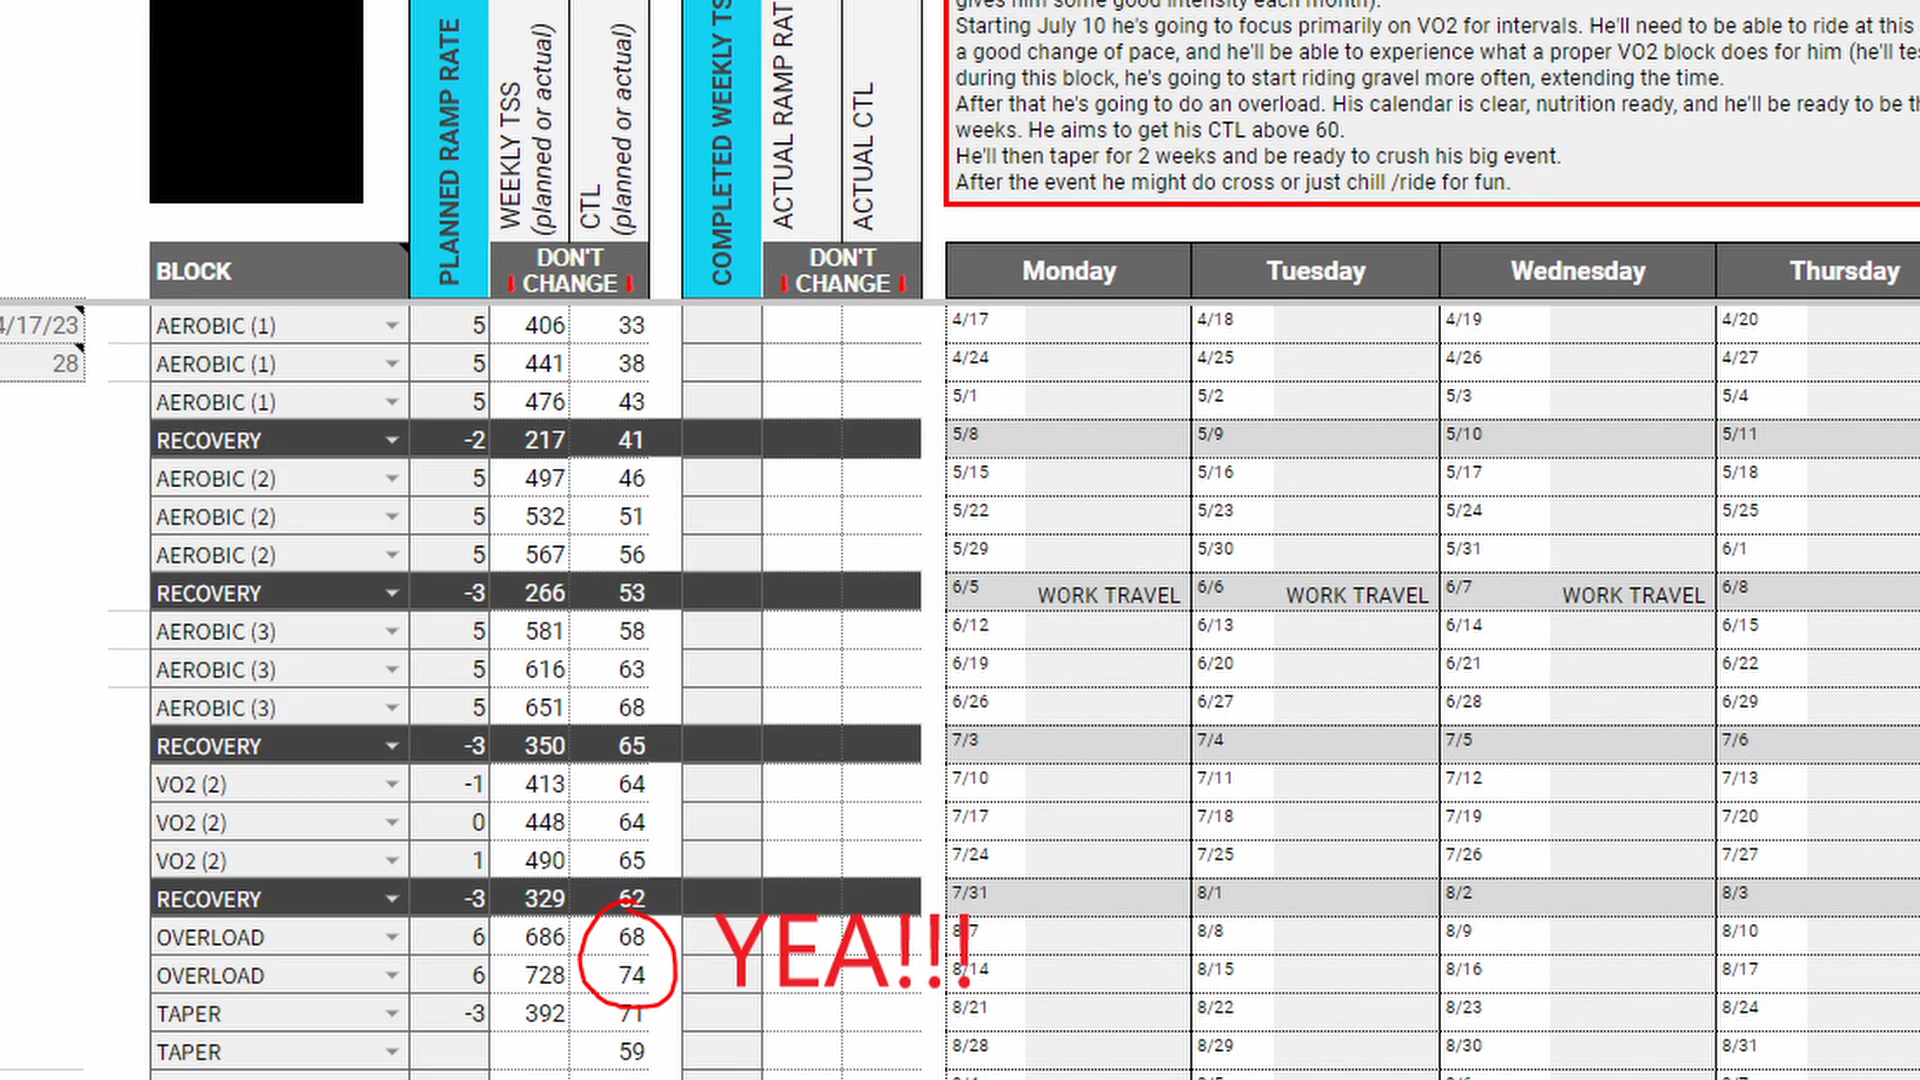 gives him some good intensity each month).
Starting July 10 he's going to focus primarily on VO2 for intervals. He'll need to be able to ride at this
a good change of pace, and he'll be able to experience what a proper VO2 block does for him (he'll
during this block, he's going to start riding gravel more often, extending the time.
After that he's going to do an overload. His calendar is clear, nutrition ready, and he'll be ready to be
weeks. He aims to get his CTL above 60.
He'll then taper for 2 weeks and be ready to crush his big event.
After the event he might do cross or just chill /ride for fun.
PLANNED RAMP RATE
WEEKLY TSS
(planned or actual)
CTL
(planned or actual)
COMPLETED WEEKLY
ACTUAL RAMP
ACTUAL CTL
BLOCK DON'T CHANGE DON'T CHANGE Monday Tuesday Wednesday Thursday
4/17/23 AEROBIC (1) 5 406 33 4/17 4/18 4/19 4/20
28 AEROBIC (1) 5 441 38 4/24 4/25 4/26 4/27
AEROBIC (1) 5 476 43 5/1 5/2 5/3 5/4
RECOVERY -2 217 41 5/8 5/9 5/10 5/11
AEROBIC (2) 5 497 46 5/15 5/16 5/17 5/18
AEROBIC (2) 5 532 51 5/22 5/23 5/24 5/25
AEROBIC (2) 5 567 56 5/29 5/30 5/31 6/1
RECOVERY -3 266 53 6/5 WORK TRAVEL 6/6 WORK TRAVEL 6/7 WORK TRAVEL 6/8
AEROBIC (3) 5 581 58 6/12 6/13 6/14 6/15
AEROBIC (3) 5 616 63 6/19 6/20 6/21 6/22
AEROBIC (3) 5 651 68 6/26 6/27 6/28 6/29
RECOVERY -3 350 65 7/3 7/4 7/5 7/6
VO2 (2) -1 413 64 7/10 7/11 7/12 7/13
VO2 (2) 0 448 64 7/17 7/18 7/19 7/20
VO2 (2) 1 490 65 7/24 7/25 7/26 7/27
RECOVERY -3 329 62 7/31 8/1 8/2 8/3
YEA!!!
OVERLOAD 6 686 68 8/7 8/8 8/9 8/10
OVERLOAD 6 728 74 8/14 8/15 8/16 8/17
TAPER -3 392 71 8/21 8/22 8/23 8/24
TAPER 59 8/28 8/29 8/30 8/31